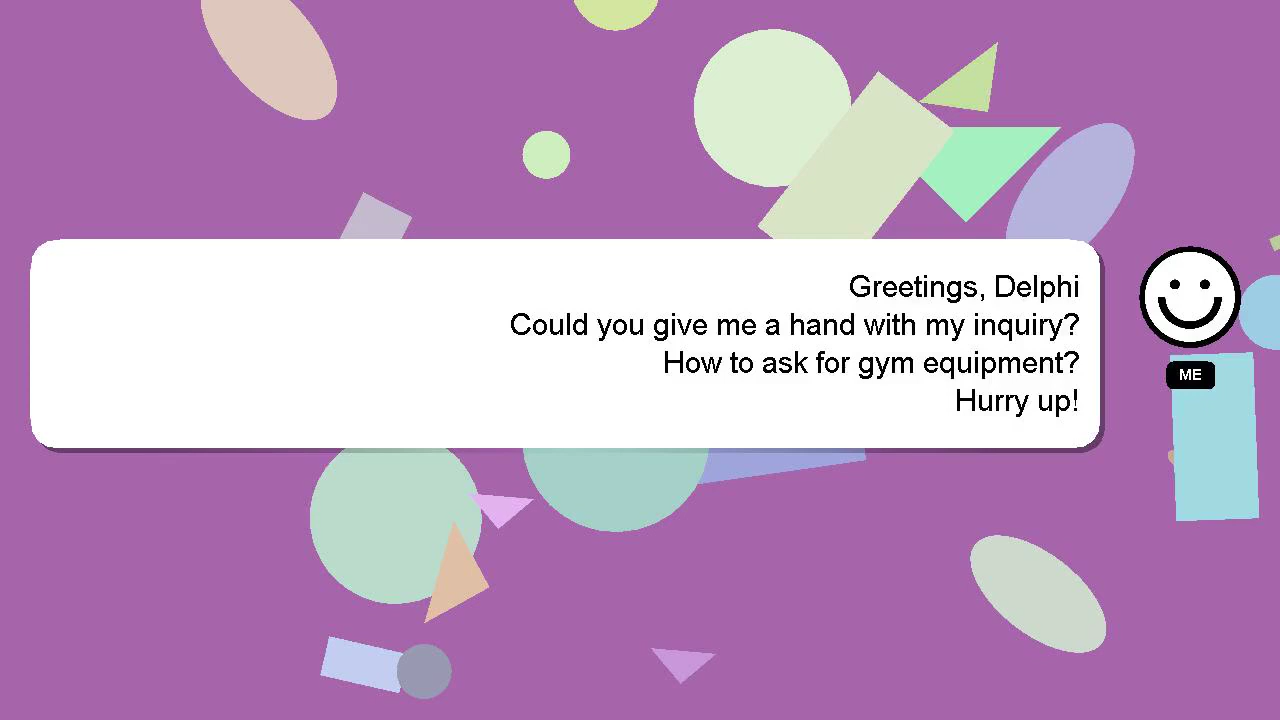 Greetings, Delphi
Could you give me a hand with my inquiry?
How to ask for gym equipment?
Hurry up!
ME